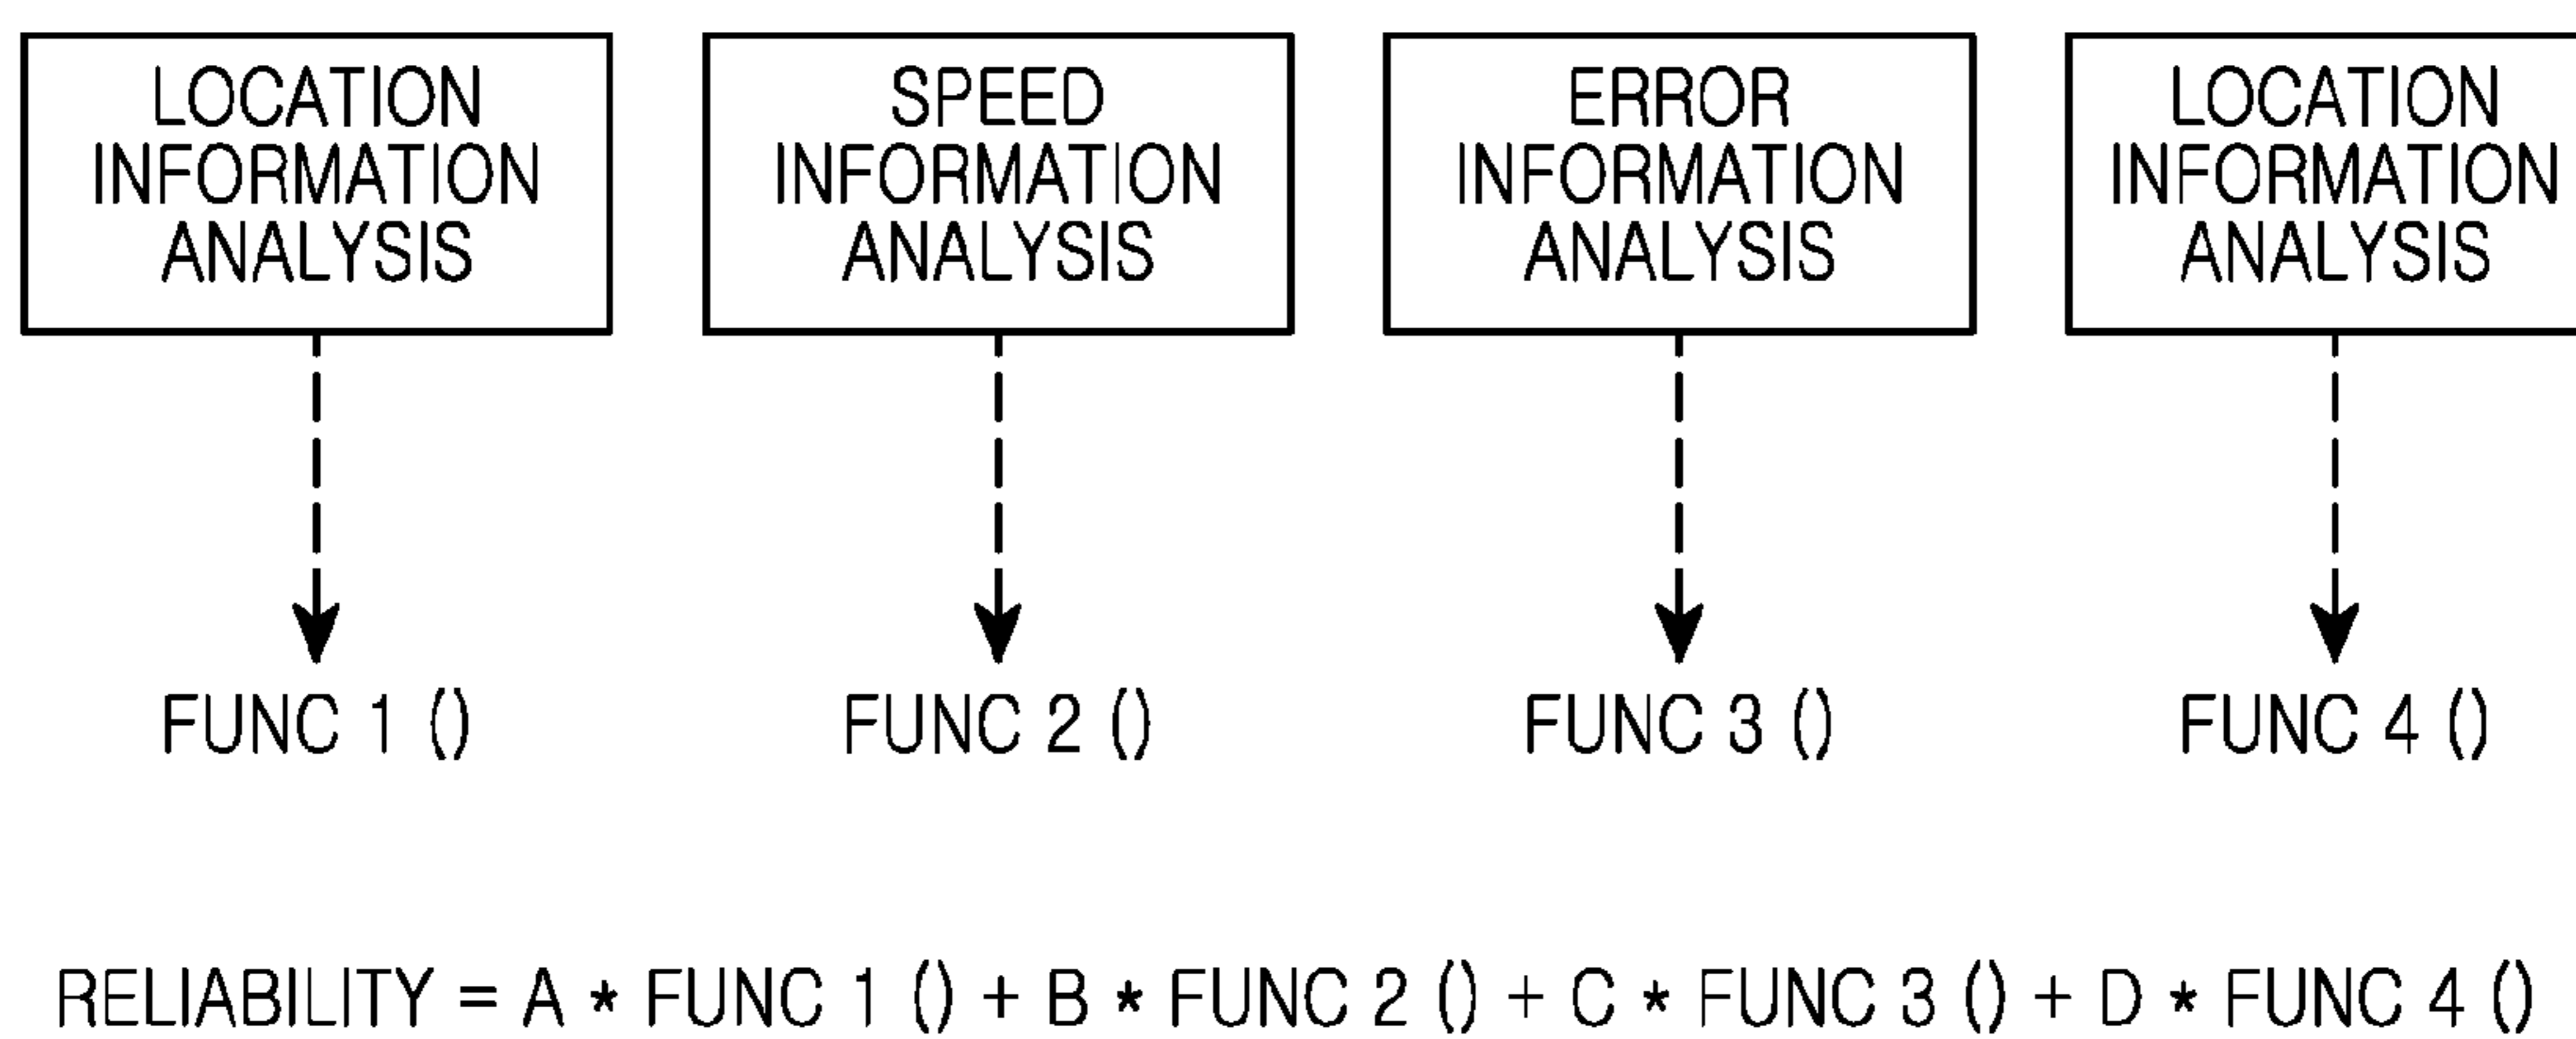 LOCATION
INFORMATION
ANALYSIS
SPEED
INFORMATION
ANALYSIS
ERROR
INFORMATION
ANALYSIS
LOCATION
INFORMATION
ANALYSIS
FUNC 1 ()
FUNC 2 ()
FUNC 3 ()
FUNC 4 ()
RELIABILITY = A * FUNC 1 () + B * FUNC 2 () + C * FUNC 3 () + D * FUNC 4 ()